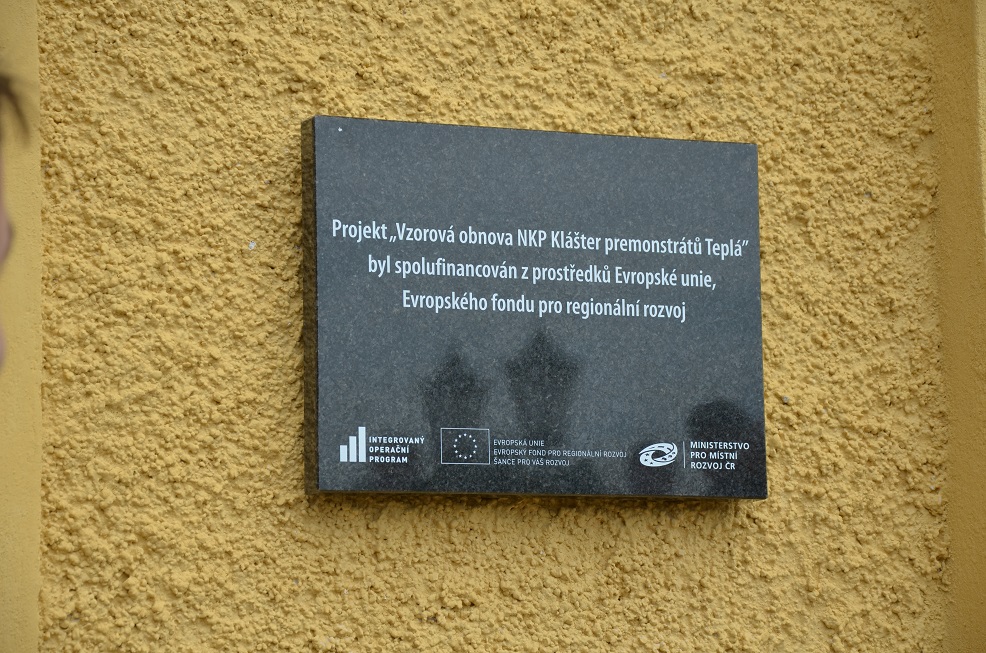 Projekt „Vzorová obnova NKP Klášter premonstrátů Teplá"
byl spolufinancován z prostředků Evropské unie,
Evropského fondu pro regionální rozvoj
INTEGROVANÝ
OPERAČNÍ
PROGRAM
EVROPSKÁ UNIE
EVROPSKÝ FOND PRO REGIONÁLNÍ ROZVOJ
ŠANCE PRO VÁŠ ROZVOJ
MINISTERSTVO
PRO MÍSTNÍ
ROZVOJ ČR